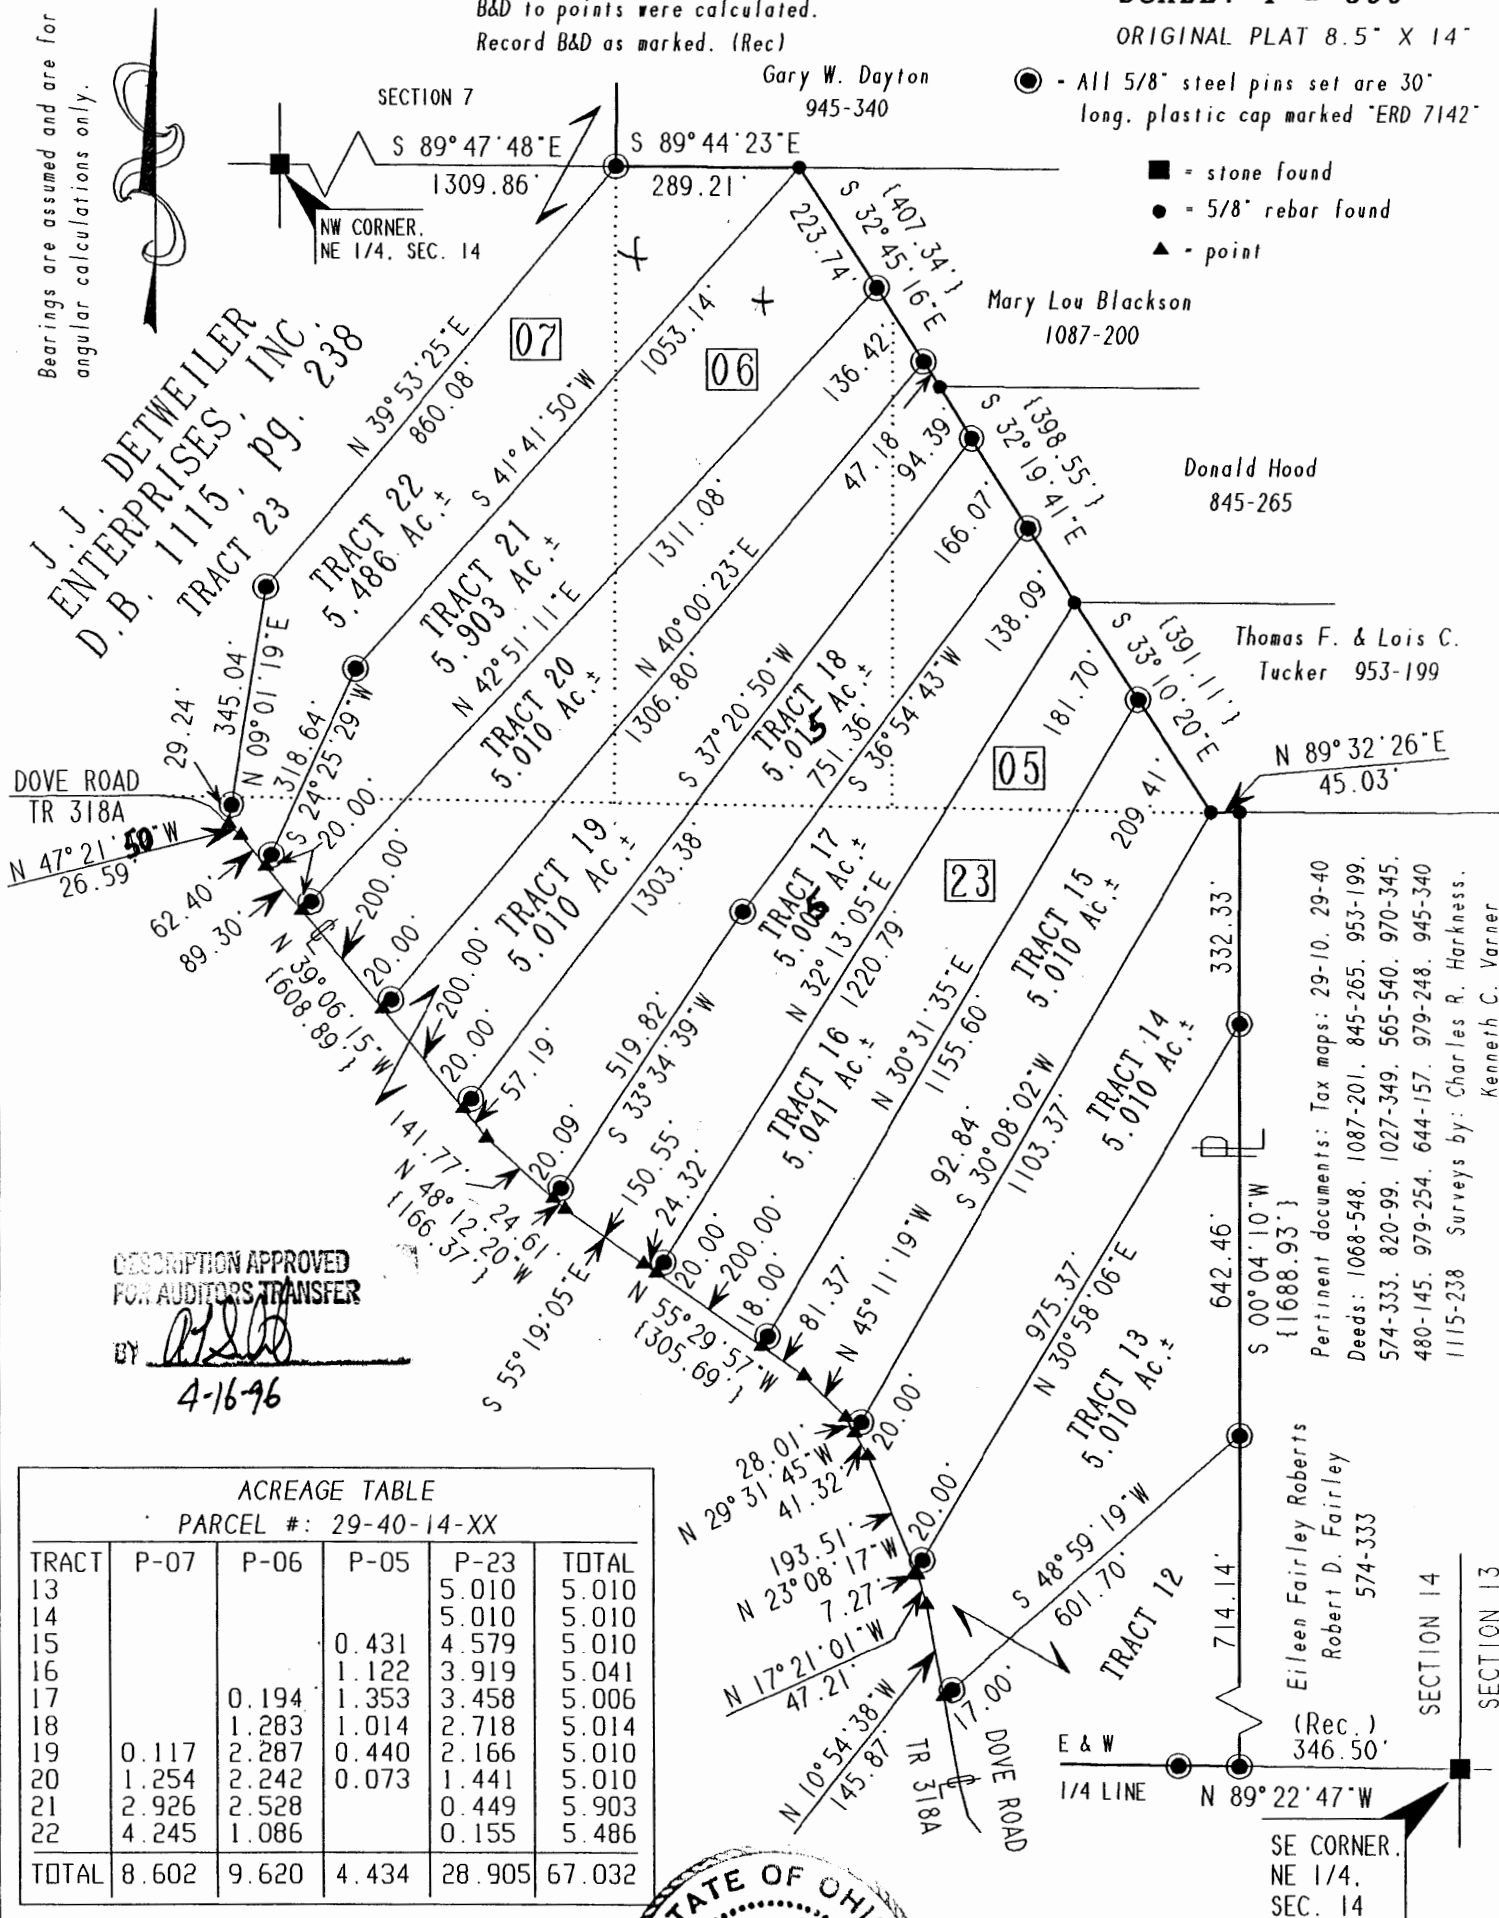 B&D to points were calculated.
Record B&D as marked. (Rec)
ORIGINAL PLAT 8.5" X 14"
- All 5/8" steel pins set are 30"
long, plastic cap marked "ERD 7142"
= stone found
= 5/8" rebar found
- point
Bearings are assumed and are for
angular calculations only.
SECTION 7
Gary W. Dayton
945-340
S 89°47'48"E
1309.86'
S 89°44'23"E
289.21'
NW CORNER,
NE 1/4, SEC. 14
{407.34'}
S 32°45'16"E
223.74'
Mary Lou Blackson
1087-200
J.J. DETWEILER
ENTERPRISES, INC.
D.B. 1115, pg. 238
TRACT 23
07
06
N 39°53'25"E
860.08'
1053.14'
S 41°41'50"W
136.42'
47.18'
94.39'
{398.55'}
S 32°19'41"E
Donald Hood
845-265
TRACT 22
5.486 Ac.±
TRACT 21
5.903 Ac.±
1311.08'
N 42°51'11"E
166.07'
138.09'
N 40°00'23"E
1306.80'
TRACT 20
5.010 Ac.±
S 37°20'50"W
1303.38'
TRACT 18
5.015 Ac.±
751.36'
S 36°54'43"W
181.70'
{391.11'}
S 33°10'20"E
Thomas F. & Lois C.
Tucker 953-199
05
209.41'
N 89°32'26"E
45.03'
29.24'
345.04'
N 09°01'19"E
318.64'
S 24°25'29"W
20.00'
DOVE ROAD
TR 318A
N 47°21'50"W
26.59'
62.40'
89.30'
200.00'
N 39°06'15"W
{608.89'}
20.00'
200.00'
20.00'
57.19'
TRACT 19
5.010 Ac.±
TRACT 17
5.005 Ac.±
23
N 32°13'05"E
1220.79'
TRACT 15
5.010 Ac.±
332.33'
519.82'
S 33°34'39"W
TRACT 16
5.041 Ac.±
N 30°31'35"E
1155.60'
TRACT 14
5.010 Ac.±
S 30°08'02"W
1103.37'
141.77'
N 48°12'20"W
{166.37'}
24.61'
20.09'
150.55'
24.32'
S 55°19'05"E
20.00'
200.00'
18.00'
N 55°29'57"W
{305.69'}
81.37'
92.84'
N 45°11'19"W
975.37'
N 30°58'06"E
TRACT 13
5.010 Ac.±
642.46'
S 00°04'10"W
{1688.93'}
PL
Pertinent documents: Tax maps: 29-10, 29-40
Deeds: 1068-548, 1087-201, 845-265, 953-199,
574-333, 820-99, 1027-349, 565-540, 970-345,
480-145, 979-254, 644-157, 979-248, 945-340
1115-238 Surveys by: Charles R. Harkness,
Kenneth C. Varner
DESCRIPTION APPROVED
FOR AUDITORS TRANSFER
BY
4-16-96
28.01'
N 29°31'45"W
41.32'
20.00'
193.51'
N 23°08'17"W
7.27'
20.00'
N 17°21'01"W
47.21'
N 10°54'38"W
145.87'
S 48°59'19"W
601.70'
17.00'
TRACT 12
714.14'
DOVE ROAD
TR 318A
Eileen Fairley Roberts
Robert D. Fairley
574-333
SECTION 14
SECTION 13
(Rec.)
346.50'
E & W
1/4 LINE
N 89°22'47"W
SE CORNER,
NE 1/4,
SEC. 14
ACREAGE TABLE
PARCEL #: 29-40-14-XX
TRACT P-07 P-06 P-05 P-23 TOTAL
13 5.010 5.010
14 5.010 5.010
15 0.431 4.579 5.010
16 1.122 3.919 5.041
17 0.194 1.353 3.458 5.006
18 1.283 1.014 2.718 5.014
19 0.117 2.287 0.440 2.166 5.010
20 1.254 2.242 0.073 1.441 5.010
21 2.926 2.528 0.449 5.903
22 4.245 1.086 0.155 5.486
TOTAL 8.602 9.620 4.434 28.905 67.032
STATE OF OHI